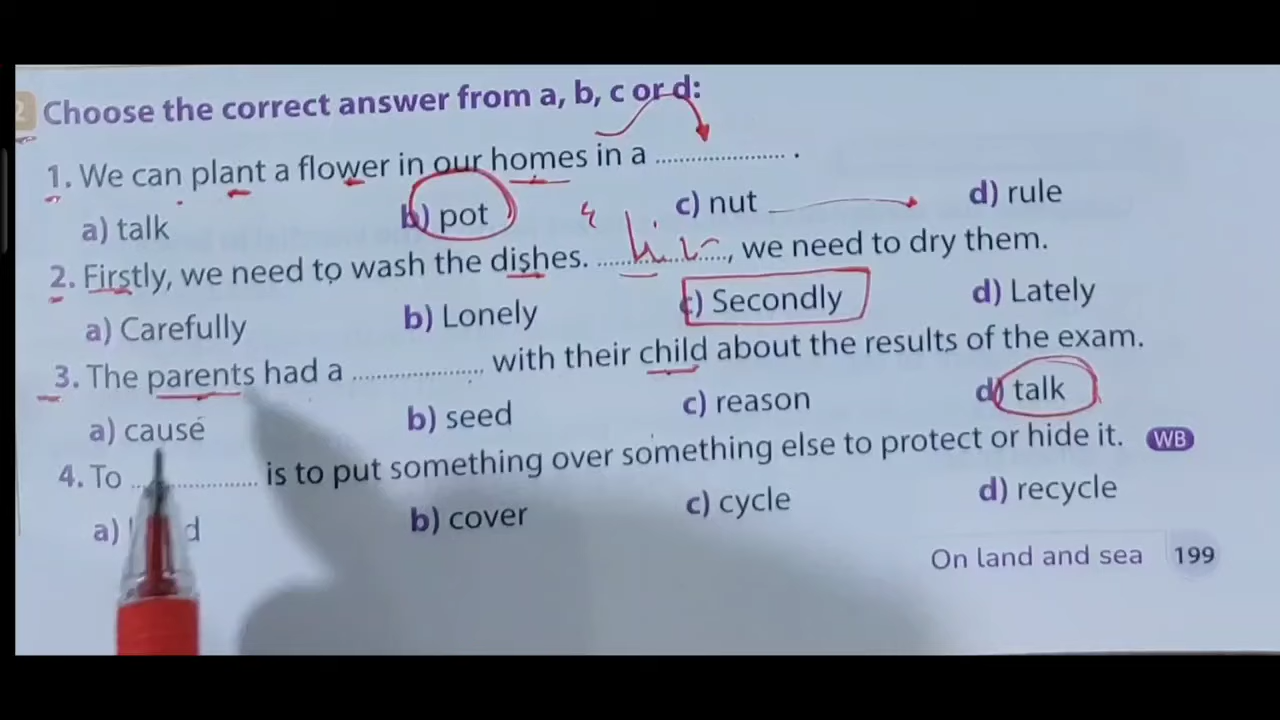 2 Choose the correct answer from a, b, c or d:
1. We can plant a flower in our homes in a .................... .
a) talk b) pot c) nut d) rule
2. Firstly, we need to wash the dishes. ...................., we need to dry them.
a) Carefully b) Lonely c) Secondly d) Lately
3. The parents had a .................... with their child about the results of the exam.
a) cause b) seed c) reason d) talk
4. To .................... is to put something over something else to protect or hide it. WB
a) b) cover c) cycle d) recycle
On land and sea 199